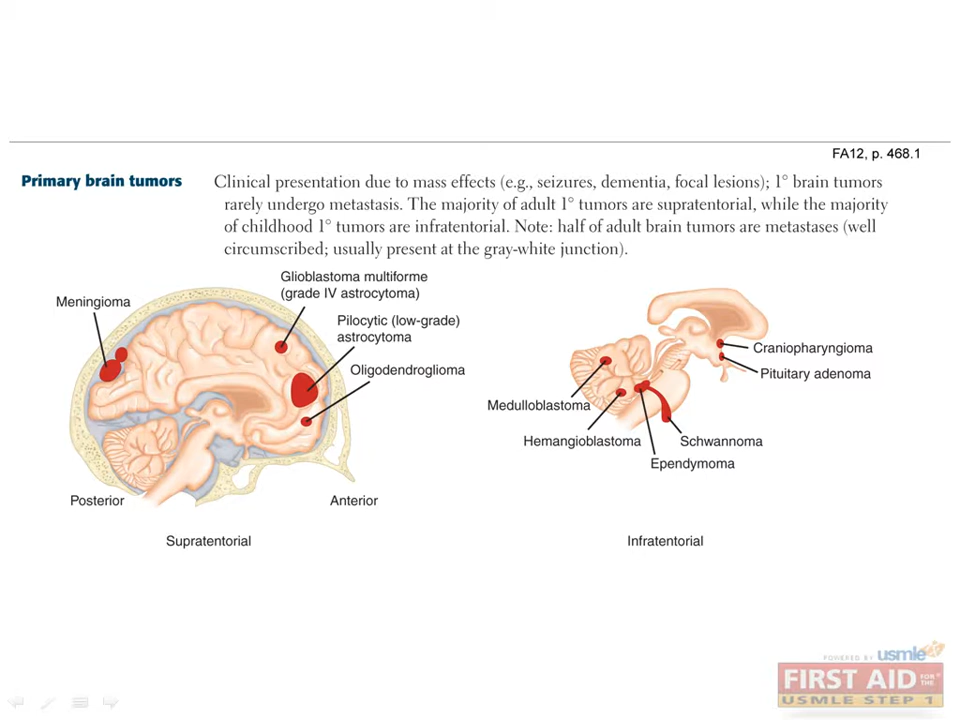 FA12, p. 468.1
Primary brain tumors
Clinical presentation due to mass effects (e.g., seizures, dementia, focal lesions); 1° brain tumors
rarely undergo metastasis. The majority of adult 1° tumors are supratentorial, while the majority
of childhood 1° tumors are infratentorial. Note: half of adult brain tumors are metastases (well
circumscribed; usually present at the gray-white junction).
Glioblastoma multiforme
(grade IV astrocytoma)
Meningioma
Pilocytic (low-grade)
astrocytoma
Oligodendroglioma
Posterior
Anterior
Supratentorial
Craniopharyngioma
Pituitary adenoma
Medulloblastoma
Hemangioblastoma
Schwannoma
Ependymoma
Infratentorial
POWERED BY usmle
FIRST AID FOR THE
USMLE STEP 1